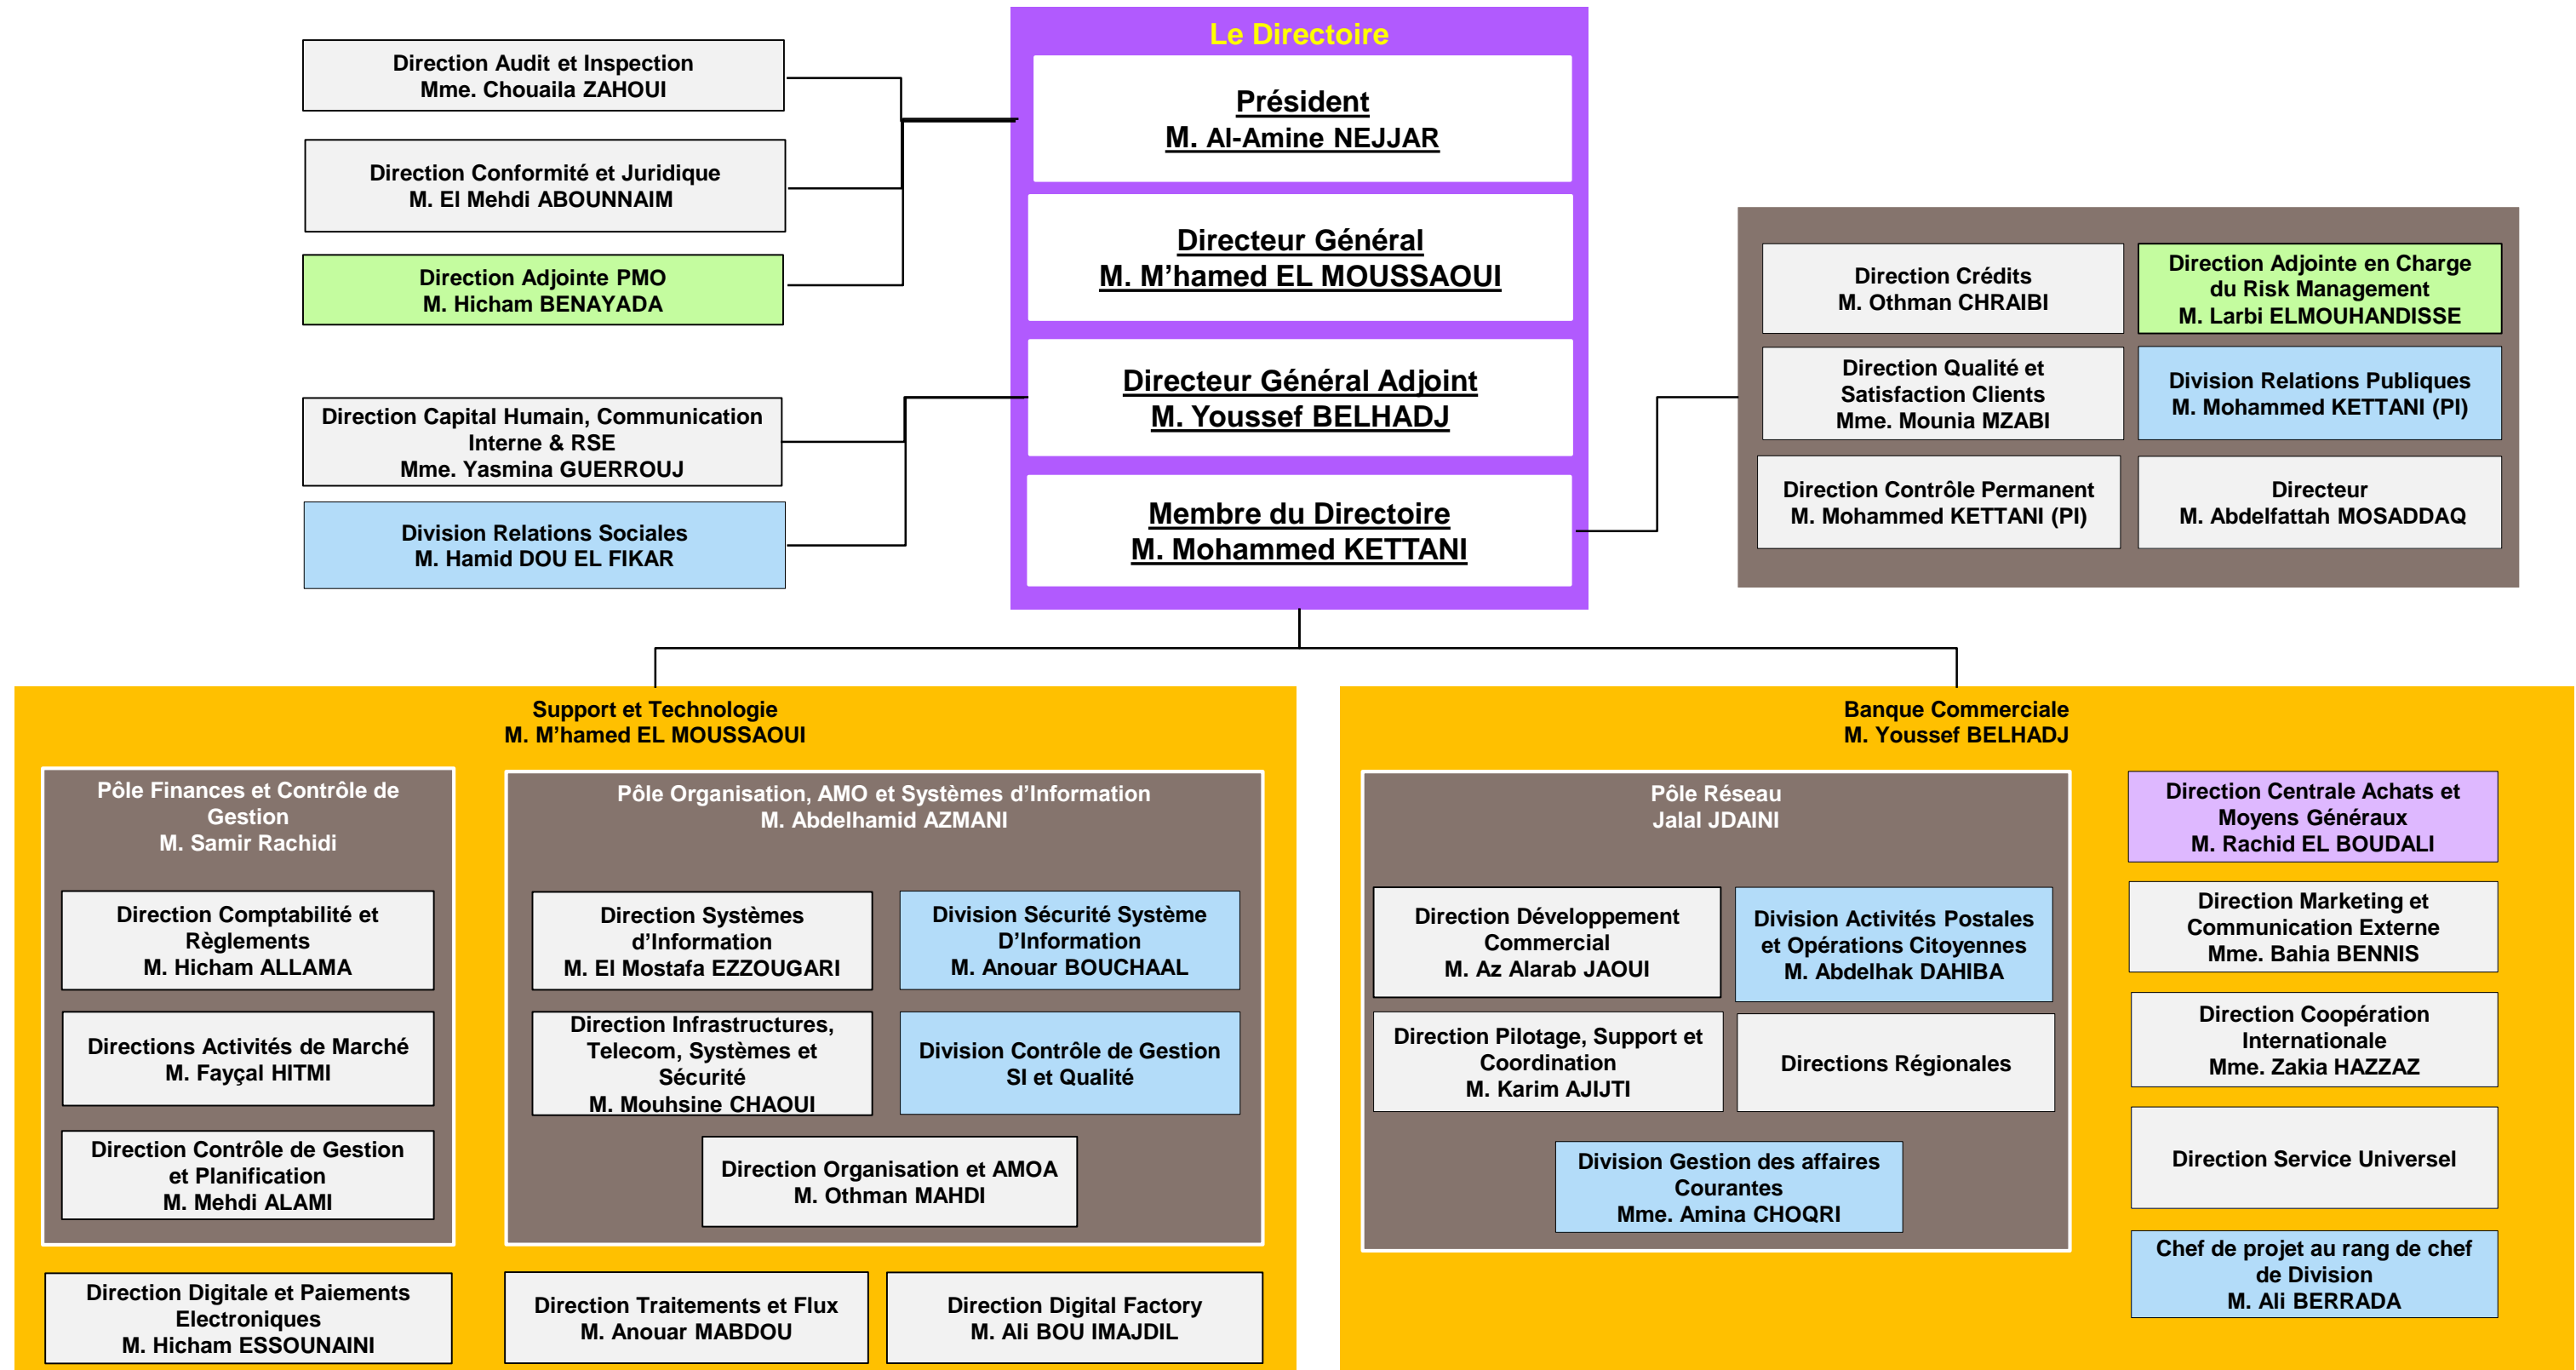 Le Directoire
Président
M. Al-Amine NEJJAR
Directeur Général
M. M’hamed EL MOUSSAOUI
Directeur Général Adjoint
M. Youssef BELHADJ
Membre du Directoire
M. Mohammed KETTANI
Direction Audit et Inspection
Mme. Chouaila ZAHOUI
Direction Conformité et Juridique
M. El Mehdi ABOUNNAIM
Direction Adjointe PMO
M. Hicham BENAYADA
Direction Capital Humain, Communication
Interne & RSE
Mme. Yasmina GUERROUJ
Division Relations Sociales
M. Hamid DOU EL FIKAR
Direction Crédits
M. Othman CHRAIBI
Direction Adjointe en Charge
du Risk Management
M. Larbi ELMOUHANDISSE
Direction Qualité et
Satisfaction Clients
Mme. Mounia MZABI
Division Relations Publiques
M. Mohammed KETTANI (PI)
Direction Contrôle Permanent
M. Mohammed KETTANI (PI)
Directeur
M. Abdelfattah MOSADDAQ
Support et Technologie
M. M’hamed EL MOUSSAOUI
Pôle Finances et Contrôle de
Gestion
M. Samir Rachidi
Direction Comptabilité et
Règlements
M. Hicham ALLAMA
Directions Activités de Marché
M. Fayçal HITMI
Direction Contrôle de Gestion
et Planification
M. Mehdi ALAMI
Pôle Organisation, AMO et Systèmes d’Information
M. Abdelhamid AZMANI
Direction Systèmes
d’Information
M. El Mostafa EZZOUGARI
Division Sécurité Système
D’Information
M. Anouar BOUCHAAL
Direction Infrastructures,
Telecom, Systèmes et
Sécurité
M. Mouhsine CHAOUI
Division Contrôle de Gestion
SI et Qualité
Direction Organisation et AMOA
M. Othman MAHDI
Direction Digitale et Paiements
Electroniques
M. Hicham ESSOUNAINI
Direction Traitements et Flux
M. Anouar MABDOU
Direction Digital Factory
M. Ali BOU IMAJDIL
Banque Commerciale
M. Youssef BELHADJ
Pôle Réseau
Jalal JDAINI
Direction Développement
Commercial
M. Az Alarab JAOUI
Division Activités Postales
et Opérations Citoyennes
M. Abdelhak DAHIBA
Direction Pilotage, Support et
Coordination
M. Karim AJIJTI
Directions Régionales
Division Gestion des affaires
Courantes
Mme. Amina CHOQRI
Direction Centrale Achats et
Moyens Généraux
M. Rachid EL BOUDALI
Direction Marketing et
Communication Externe
Mme. Bahia BENNIS
Direction Coopération
Internationale
Mme. Zakia HAZZAZ
Direction Service Universel
Chef de projet au rang de chef
de Division
M. Ali BERRADA